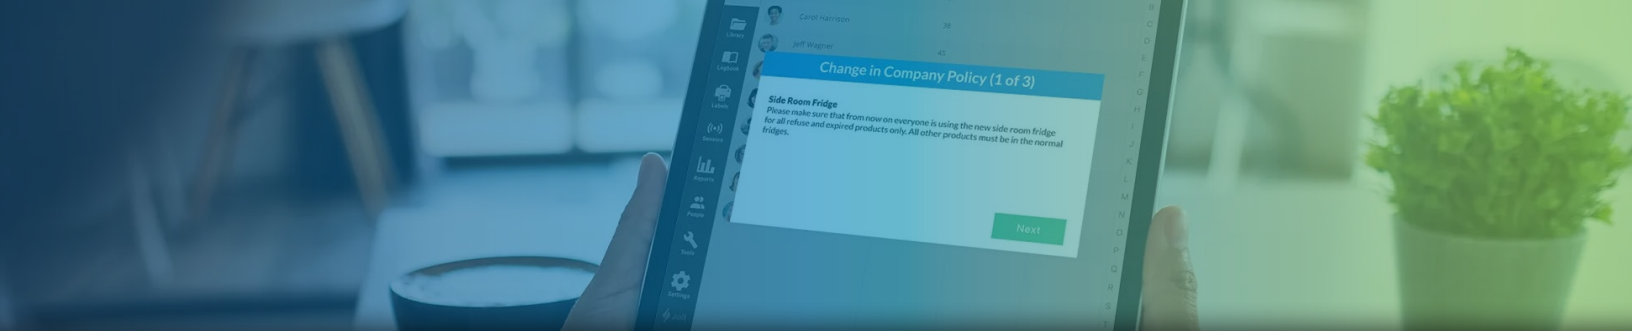 Carol Harrison
38
Jeff Wagner
45
Library
Logbook
Labels
Sensors
Reports
People
Tools
Settings
Change in Company Policy (1 of 3)
Side Room Fridge
Please make sure that from now on everyone is using the new side room fridge
for all refuse and expired products only. All other products must be in the normal
fridges.
Next
B
C
D
E
F
G
H
I
J
K
L
M
N
O
P
Q
R
S